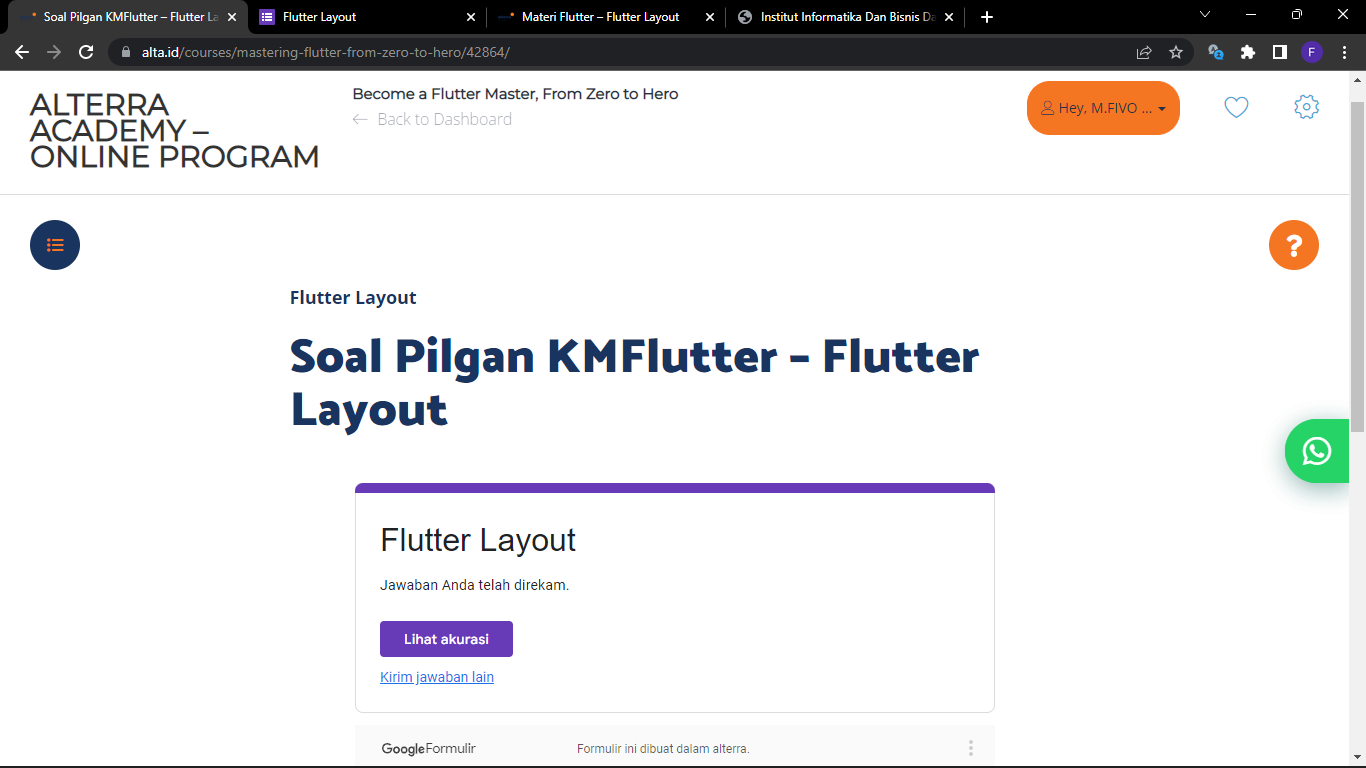 Soal Pilgan KMFlutter – Flutter La
Flutter Layout
Materi Flutter – Flutter Layout
Institut Informatika Dan Bisnis Da
alta.id/courses/mastering-flutter-from-zero-to-hero/42864/
F
ALTERRA
ACADEMY –
ONLINE PROGRAM
Become a Flutter Master, From Zero to Hero
← Back to Dashboard
Hey, M.FIVO ...
?
Flutter Layout
Soal Pilgan KMFlutter – Flutter
Layout
Flutter Layout
Jawaban Anda telah direkam.
Lihat akurasi
Kirim jawaban lain
Google Formulir
Formulir ini dibuat dalam alterra.